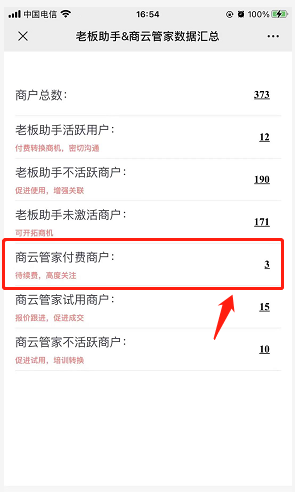 中国电信 16:54 100%
老板助手&商云管家数据汇总
商户总数： 373
老板助手活跃用户： 12
付费转换商机，密切沟通
老板助手不活跃商户： 190
促进使用，增强关联
老板助手未激活商户： 171
可开拓商机
商云管家付费商户： 3
待续费，高度关注
商云管家试用商户： 15
报价跟进，促进成交
商云管家不活跃商户： 10
促进试用，培训转换